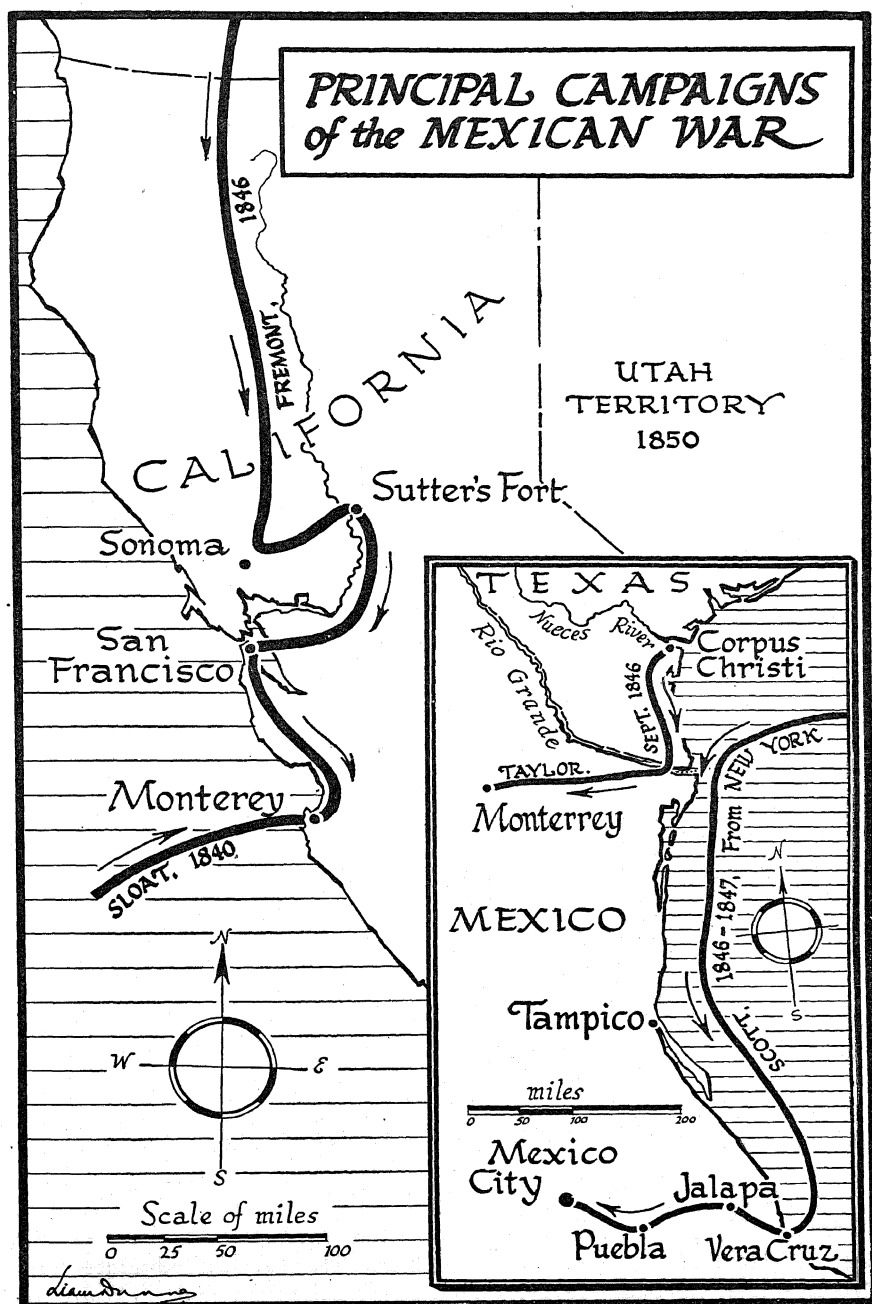 PRINCIPAL CAMPAIGNS
of the MEXICAN WAR
1846
FREMONT,
CALIFORNIA
UTAH
TERRITORY
1850
Sutter's Fort
Sonoma
San
Francisco
Monterey
SLOAT, 1840
N
W
E
S
Scale of miles
0 25 50 100
TEXAS
Nueces River
Rio Grande
Corpus
Christi
SEPT. 1846
TAYLOR.
Monterrey
1846-1847, From NEW YORK
SCOTT.
N
S
MEXICO
Tampico
miles
0 50 100 200
Mexico
City
Jalapa
Puebla
Vera Cruz